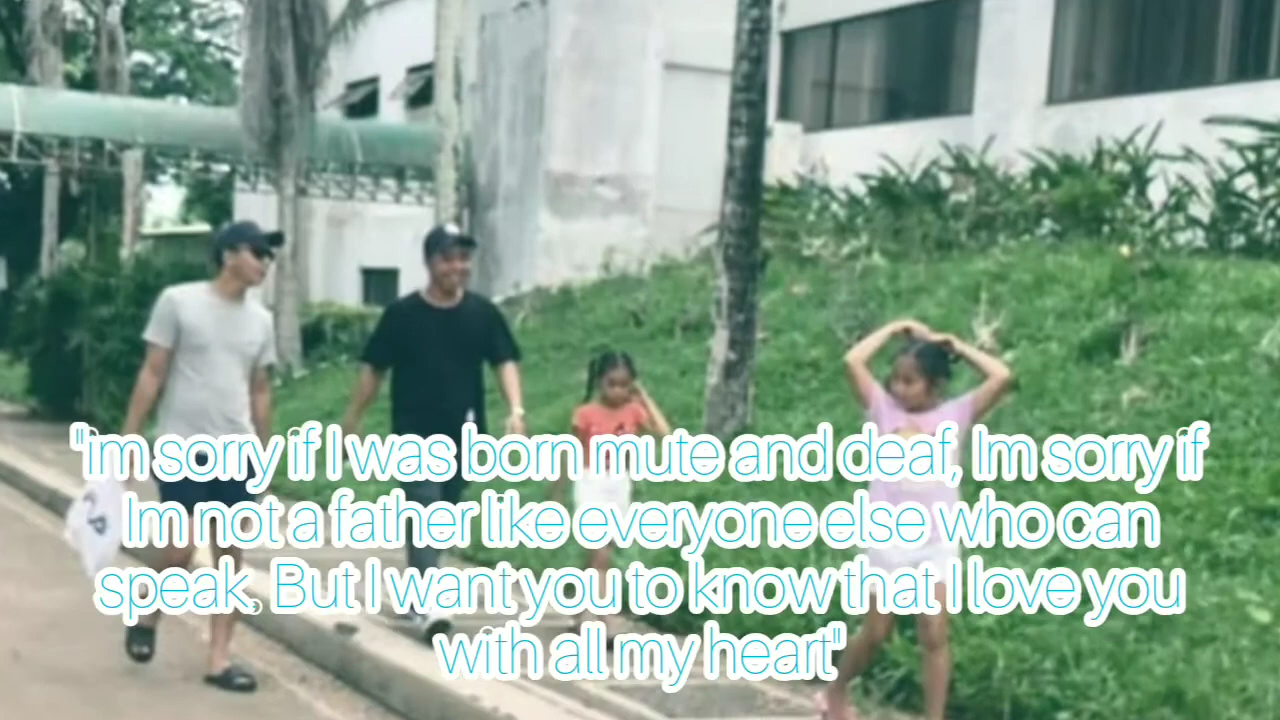 "im sorry if I was born mute and deaf, Im sorry if
Im not a father like everyone else who can
speak. But I want you to know that I love you
with all my heart"